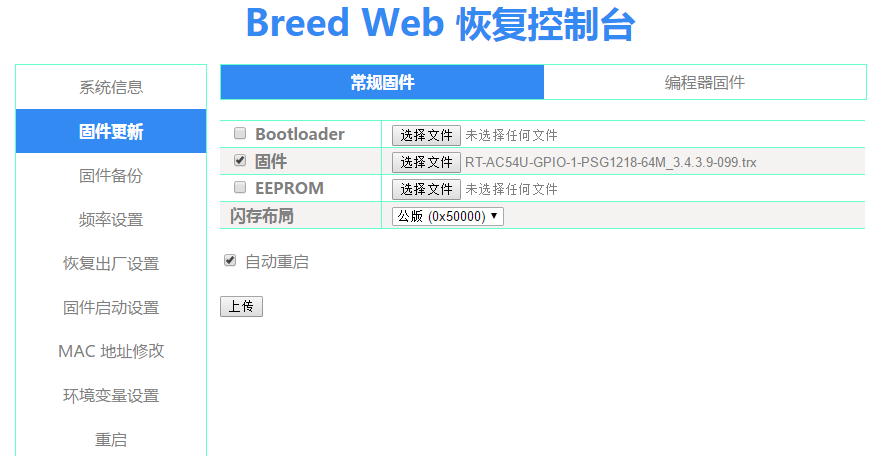 Breed Web 恢复控制台
系统信息
固件更新
固件备份
频率设置
恢复出厂设置
固件启动设置
MAC 地址修改
环境变量设置
重启
常规固件 编程器固件
Bootloader 选择文件 未选择任何文件
固件 选择文件 RT-AC54U-GPIO-1-PSG1218-64M_3.4.3.9-099.trx
EEPROM 选择文件 未选择任何文件
闪存布局 公版 (0x50000)
自动重启
上传